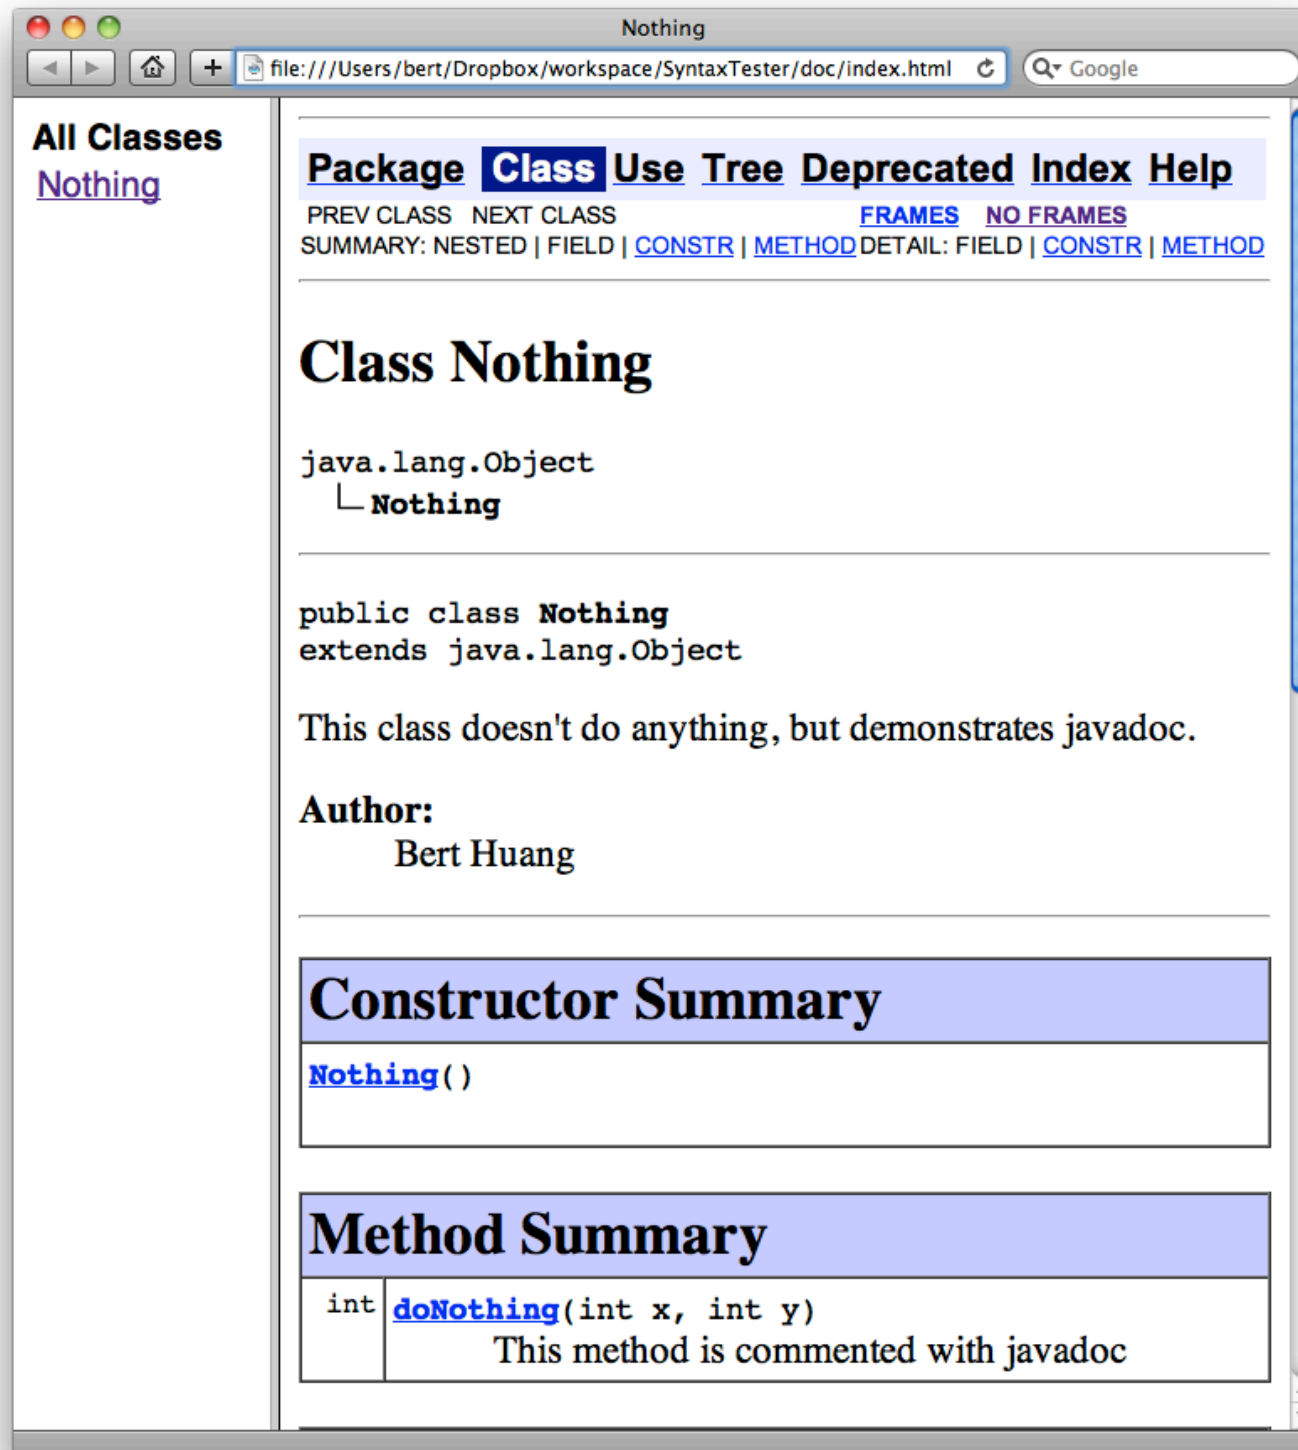 Nothing
file:///Users/bert/Dropbox/workspace/SyntaxTester/doc/index.html
Google
All Classes
Nothing
Package Class Use Tree Deprecated Index Help
PREV CLASS NEXT CLASS FRAMES NO FRAMES
SUMMARY: NESTED | FIELD | CONSTR | METHOD DETAIL: FIELD | CONSTR | METHOD
Class Nothing
java.lang.Object
Nothing
public class Nothing
extends java.lang.Object
This class doesn't do anything, but demonstrates javadoc.
Author:
Bert Huang
Constructor Summary
Nothing()
Method Summary
int doNothing(int x, int y)
This method is commented with javadoc